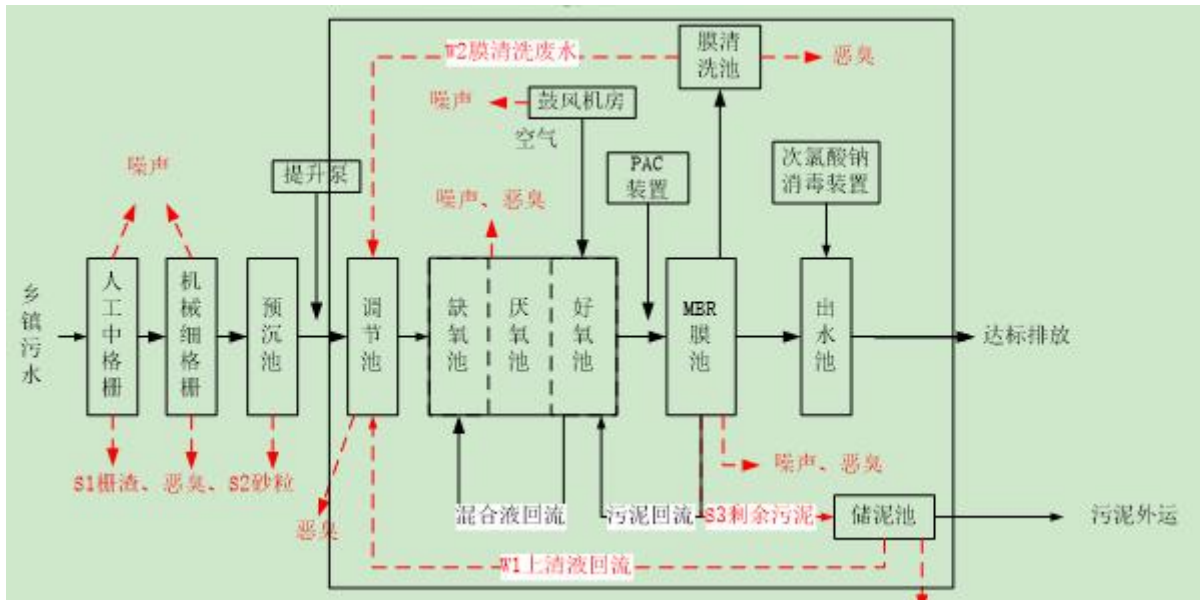 膜清
洗池
W2膜清洗废水
恶臭
噪声
鼓风机房
空气
PAC
装置
次氯酸钠
消毒装置
噪声
提升泵
噪声、恶臭
乡镇污水
人工中格栅
机械细格栅
预沉池
调节池
缺氧池
厌氧池
好氧池
MBR
膜
池
出水池
达标排放
S1栅渣、恶臭、S2砂粒
噪声、恶臭
恶臭
混合液回流
污泥回流
S3剩余污泥
储泥池
污泥外运
W1上清液回流